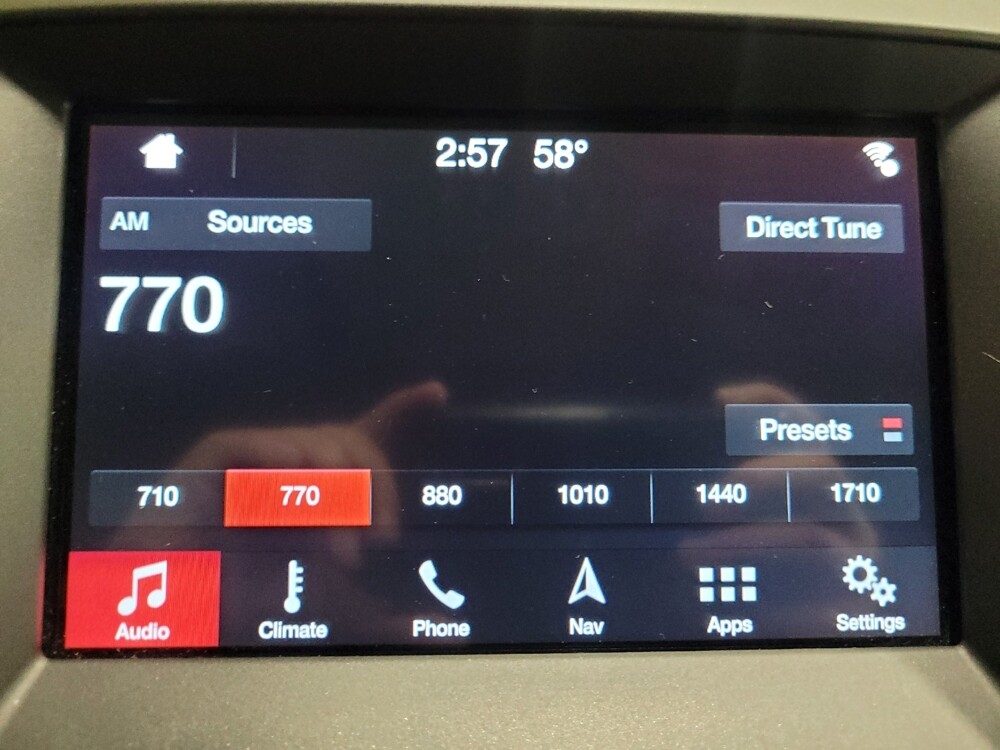 2:57 58°
AM Sources Direct Tune
770
Presets
710 770 880 1010 1440 1710
Audio Climate Phone Nav Apps Settings